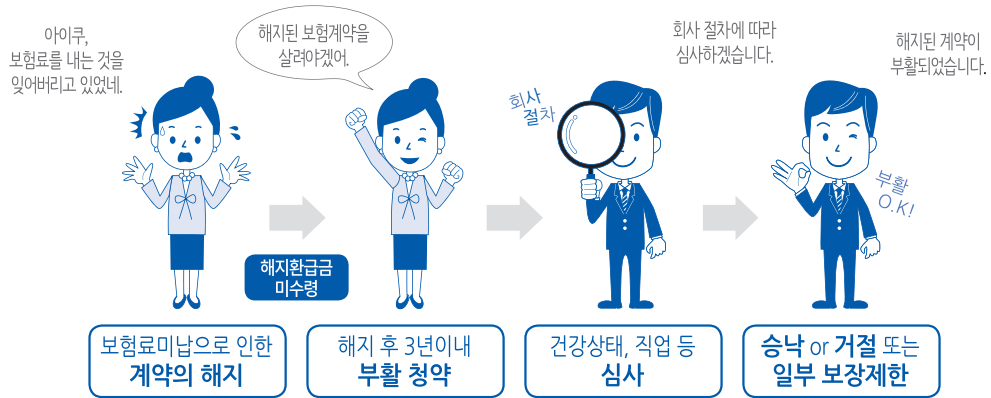 아이쿠,
보험료를 내는 것을
잊어버리고 있었네.
해지된 보험계약을
살려야겠어.
회사 절차에 따라
심사하겠습니다.
해지된 계약이
부활되었습니다.
회사
절차
부활
O.K!
해지환급금
미수령
보험료미납으로 인한
계약의 해지
해지 후 3년이내
부활 청약
건강상태, 직업 등
심사
승낙 or 거절 또는
일부 보장제한